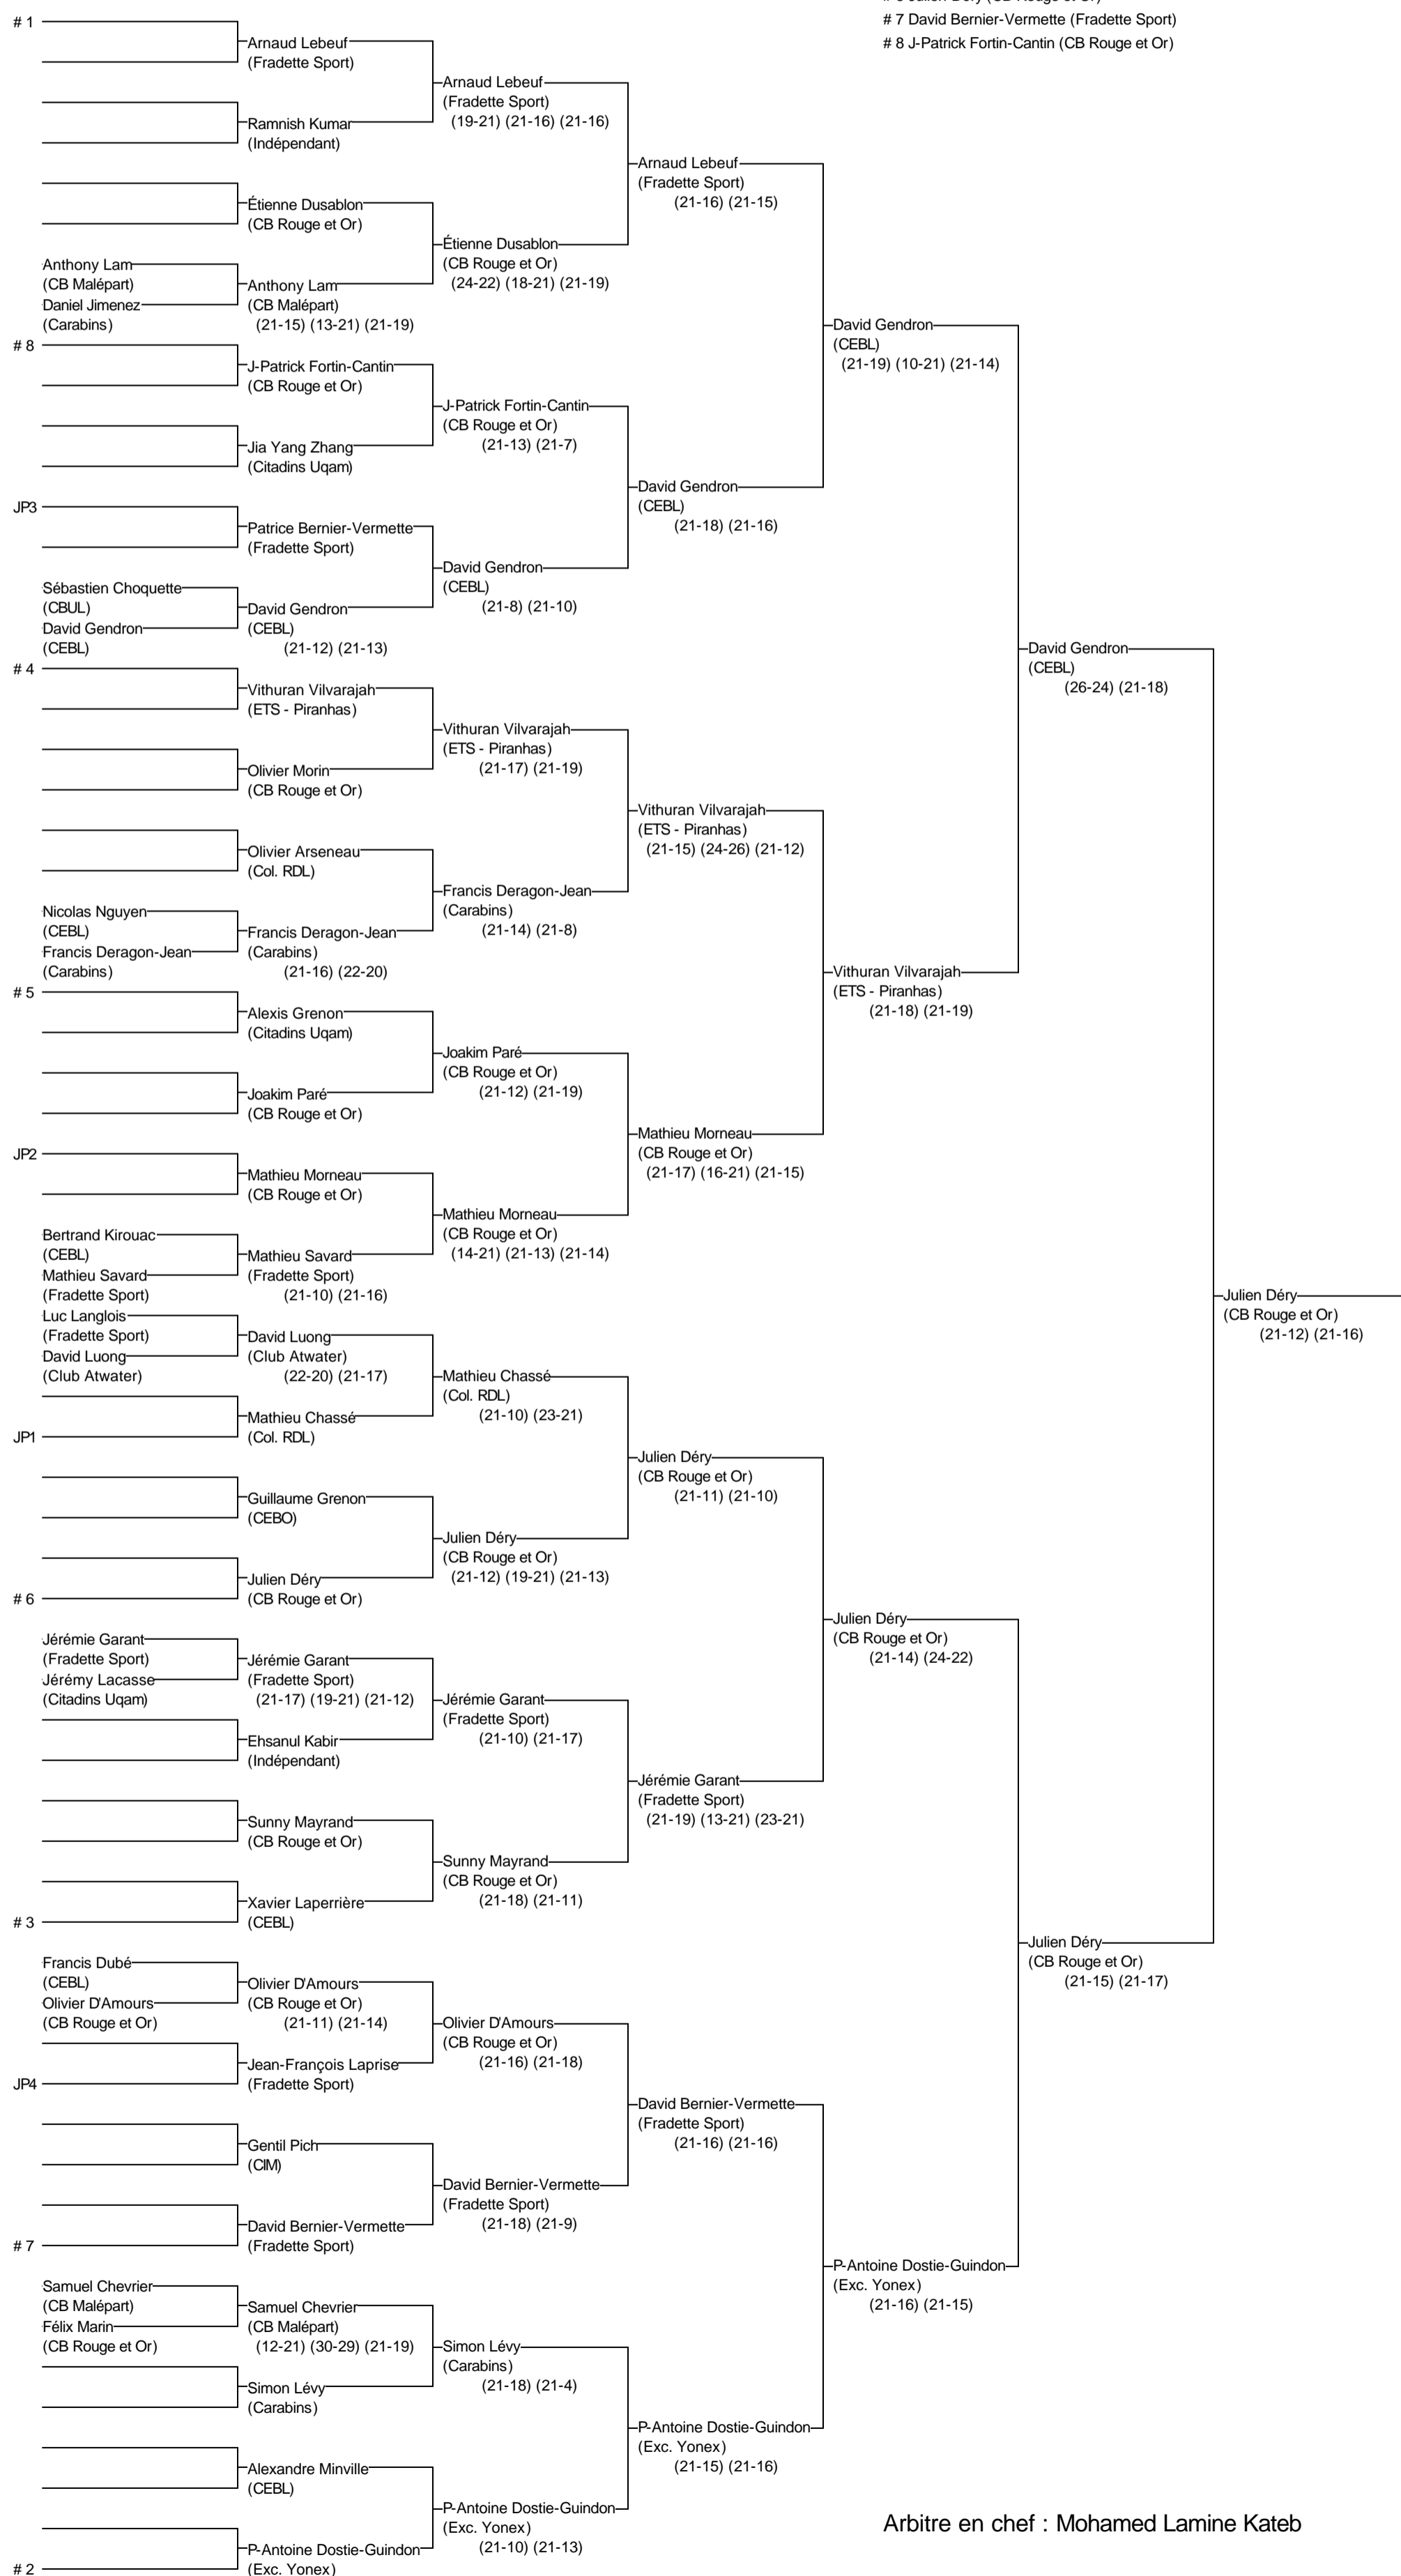 # 6 Julien Déry (CB Rouge et Or)
# 7 David Bernier-Vermette (Fradette Sport)
# 8 J-Patrick Fortin-Cantin (CB Rouge et Or)
# 1
Arnaud Lebeuf
(Fradette Sport)
Arnaud Lebeuf
(Fradette Sport)
(19-21) (21-16) (21-16)
Ramnish Kumar
(Indépendant)
Arnaud Lebeuf
(Fradette Sport)
(21-16) (21-15)
Étienne Dusablon
(CB Rouge et Or)
Étienne Dusablon
(CB Rouge et Or)
(24-22) (18-21) (21-19)
Anthony Lam
(CB Malépart)
Daniel Jimenez
(Carabins)
Anthony Lam
(CB Malépart)
(21-15) (13-21) (21-19)
David Gendron
(CEBL)
(21-19) (10-21) (21-14)
# 8
J-Patrick Fortin-Cantin
(CB Rouge et Or)
J-Patrick Fortin-Cantin
(CB Rouge et Or)
(21-13) (21-7)
Jia Yang Zhang
(Citadins Uqam)
David Gendron
(CEBL)
(21-18) (21-16)
JP3
Patrice Bernier-Vermette
(Fradette Sport)
David Gendron
(CEBL)
(21-8) (21-10)
Sébastien Choquette
(CBUL)
David Gendron
(CEBL)
David Gendron
(CEBL)
(21-12) (21-13)
David Gendron
(CEBL)
(26-24) (21-18)
# 4
Vithuran Vilvarajah
(ETS - Piranhas)
Vithuran Vilvarajah
(ETS - Piranhas)
(21-17) (21-19)
Olivier Morin
(CB Rouge et Or)
Vithuran Vilvarajah
(ETS - Piranhas)
(21-15) (24-26) (21-12)
Olivier Arseneau
(Col. RDL)
Francis Deragon-Jean
(Carabins)
(21-14) (21-8)
Nicolas Nguyen
(CEBL)
Francis Deragon-Jean
(Carabins)
Francis Deragon-Jean
(Carabins)
(21-16) (22-20)
Vithuran Vilvarajah
(ETS - Piranhas)
(21-18) (21-19)
# 5
Alexis Grenon
(Citadins Uqam)
Joakim Paré
(CB Rouge et Or)
(21-12) (21-19)
Joakim Paré
(CB Rouge et Or)
Mathieu Morneau
(CB Rouge et Or)
(21-17) (16-21) (21-15)
JP2
Mathieu Morneau
(CB Rouge et Or)
Mathieu Morneau
(CB Rouge et Or)
(14-21) (21-13) (21-14)
Bertrand Kirouac
(CEBL)
Mathieu Savard
(Fradette Sport)
Mathieu Savard
(Fradette Sport)
(21-10) (21-16)
Julien Déry
(CB Rouge et Or)
(21-12) (21-16)
Luc Langlois
(Fradette Sport)
David Luong
(Club Atwater)
David Luong
(Club Atwater)
(22-20) (21-17)
Mathieu Chassé
(Col. RDL)
(21-10) (23-21)
Mathieu Chassé
(Col. RDL)
JP1
Julien Déry
(CB Rouge et Or)
(21-11) (21-10)
Guillaume Grenon
(CEBO)
Julien Déry
(CB Rouge et Or)
(21-12) (19-21) (21-13)
Julien Déry
(CB Rouge et Or)
# 6
Julien Déry
(CB Rouge et Or)
(21-14) (24-22)
Jérémie Garant
(Fradette Sport)
Jérémy Lacasse
(Citadins Uqam)
Jérémie Garant
(Fradette Sport)
(21-17) (19-21) (21-12)
Jérémie Garant
(Fradette Sport)
(21-10) (21-17)
Ehsanul Kabir
(Indépendant)
Jérémie Garant
(Fradette Sport)
(21-19) (13-21) (23-21)
Sunny Mayrand
(CB Rouge et Or)
Sunny Mayrand
(CB Rouge et Or)
(21-18) (21-11)
Xavier Laperrière
(CEBL)
# 3
Julien Déry
(CB Rouge et Or)
(21-15) (21-17)
Francis Dubé
(CEBL)
Olivier D'Amours
(CB Rouge et Or)
Olivier D'Amours
(CB Rouge et Or)
(21-11) (21-14)
Olivier D'Amours
(CB Rouge et Or)
(21-16) (21-18)
Jean-François Laprise
(Fradette Sport)
JP4
David Bernier-Vermette
(Fradette Sport)
(21-16) (21-16)
Gentil Pich
(CIM)
David Bernier-Vermette
(Fradette Sport)
(21-18) (21-9)
David Bernier-Vermette
(Fradette Sport)
# 7
P-Antoine Dostie-Guindon
(Exc. Yonex)
(21-16) (21-15)
Samuel Chevrier
(CB Malépart)
Félix Marin
(CB Rouge et Or)
Samuel Chevrier
(CB Malépart)
(12-21) (30-29) (21-19)
Simon Lévy
(Carabins)
(21-18) (21-4)
Simon Lévy
(Carabins)
P-Antoine Dostie-Guindon
(Exc. Yonex)
(21-15) (21-16)
Alexandre Minville
(CEBL)
P-Antoine Dostie-Guindon
(Exc. Yonex)
(21-10) (21-13)
P-Antoine Dostie-Guindon
(Exc. Yonex)
# 2
Arbitre en chef : Mohamed Lamine Kateb